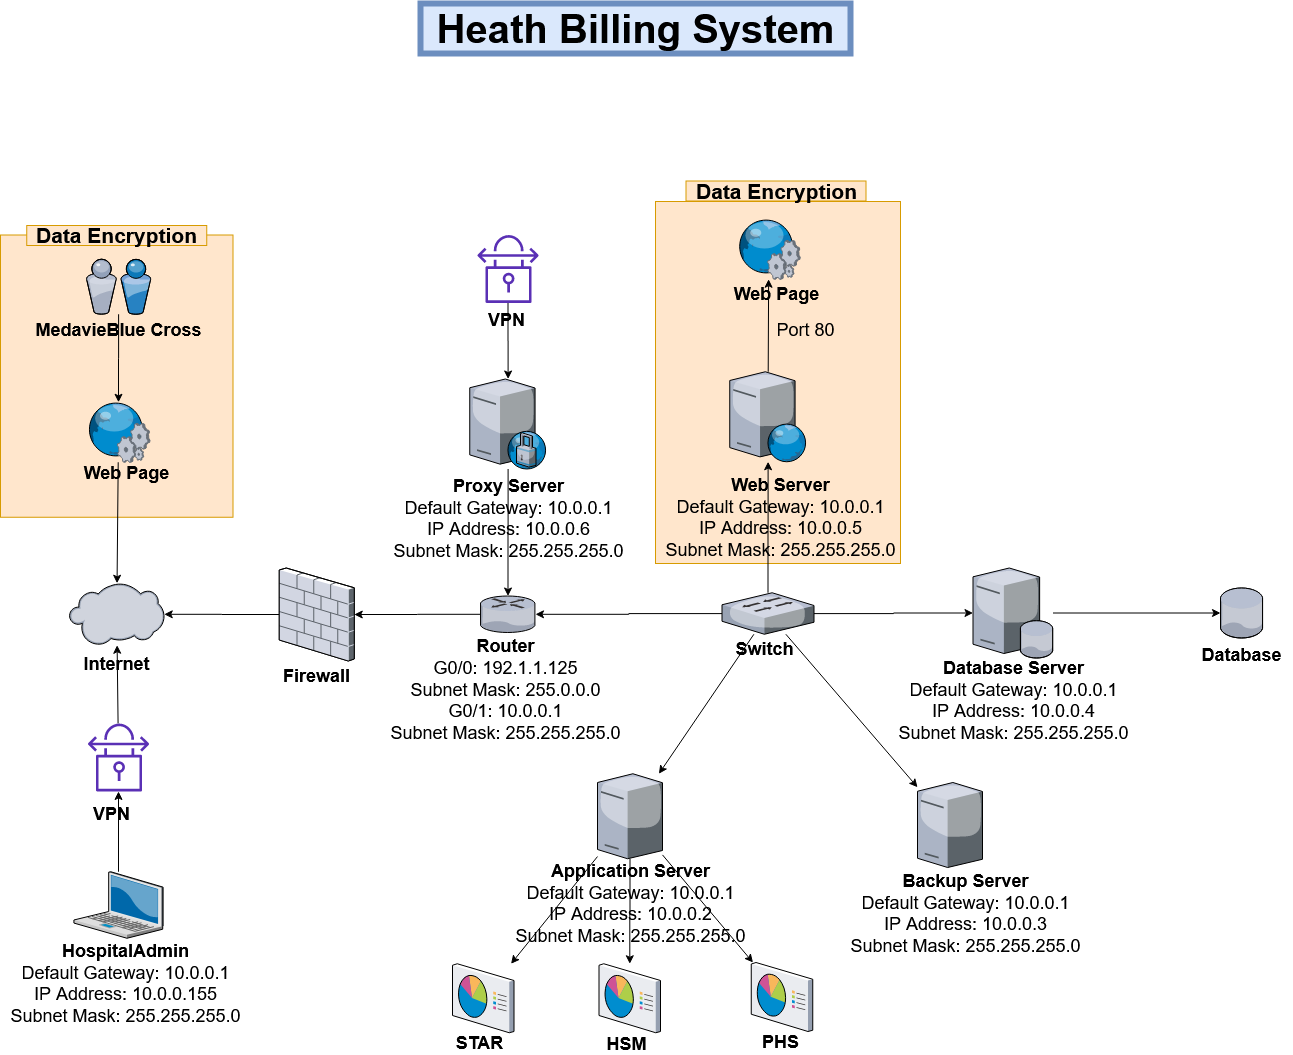 Heath Billing System
Data Encryption
MedavieBlue Cross
Web Page
Internet
VPN
HospitalAdmin
Default Gateway: 10.0.0.1
IP Address: 10.0.0.155
Subnet Mask: 255.255.255.0
Firewall
VPN
Proxy Server
Default Gateway: 10.0.0.1
IP Address: 10.0.0.6
Subnet Mask: 255.255.255.0
Router
G0/0: 192.1.1.125
Subnet Mask: 255.0.0.0
G0/1: 10.0.0.1
Subnet Mask: 255.255.255.0
Data Encryption
Web Page
Port 80
Web Server
Default Gateway: 10.0.0.1
IP Address: 10.0.0.5
Subnet Mask: 255.255.255.0
Switch
Database Server
Default Gateway: 10.0.0.1
IP Address: 10.0.0.4
Subnet Mask: 255.255.255.0
Database
Application Server
Default Gateway: 10.0.0.1
IP Address: 10.0.0.2
Subnet Mask: 255.255.255.0
Backup Server
Default Gateway: 10.0.0.1
IP Address: 10.0.0.3
Subnet Mask: 255.255.255.0
STAR
HSM
PHS